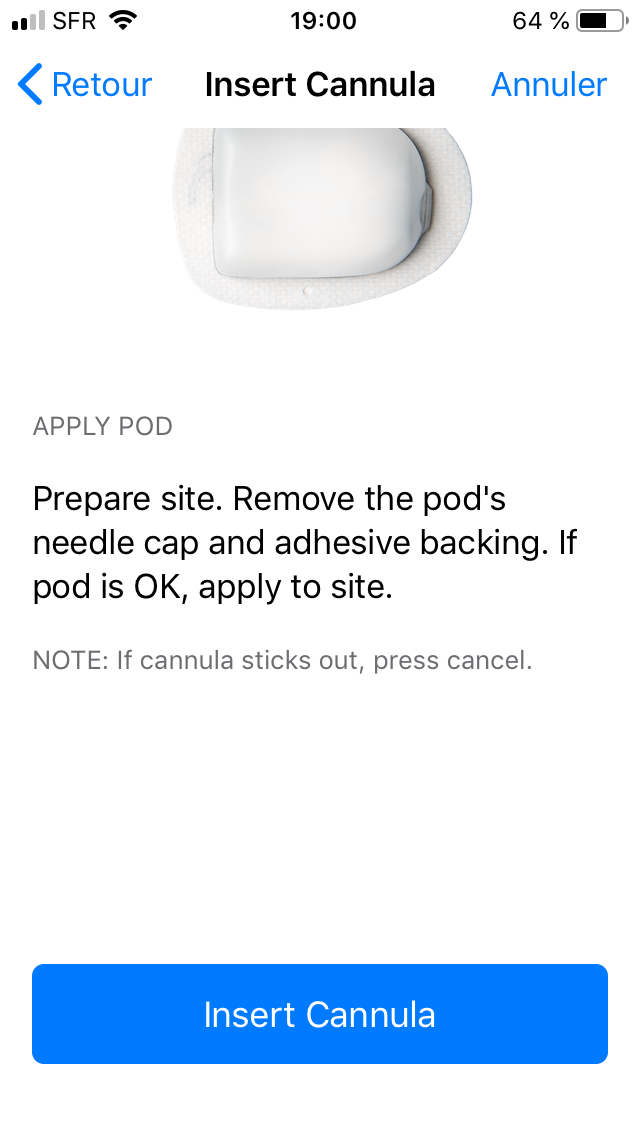 SFR 19:00 64 %
Retour Insert Cannula Annuler
APPLY POD
Prepare site. Remove the pod's
needle cap and adhesive backing. If
pod is OK, apply to site.
NOTE: If cannula sticks out, press cancel.
Insert Cannula